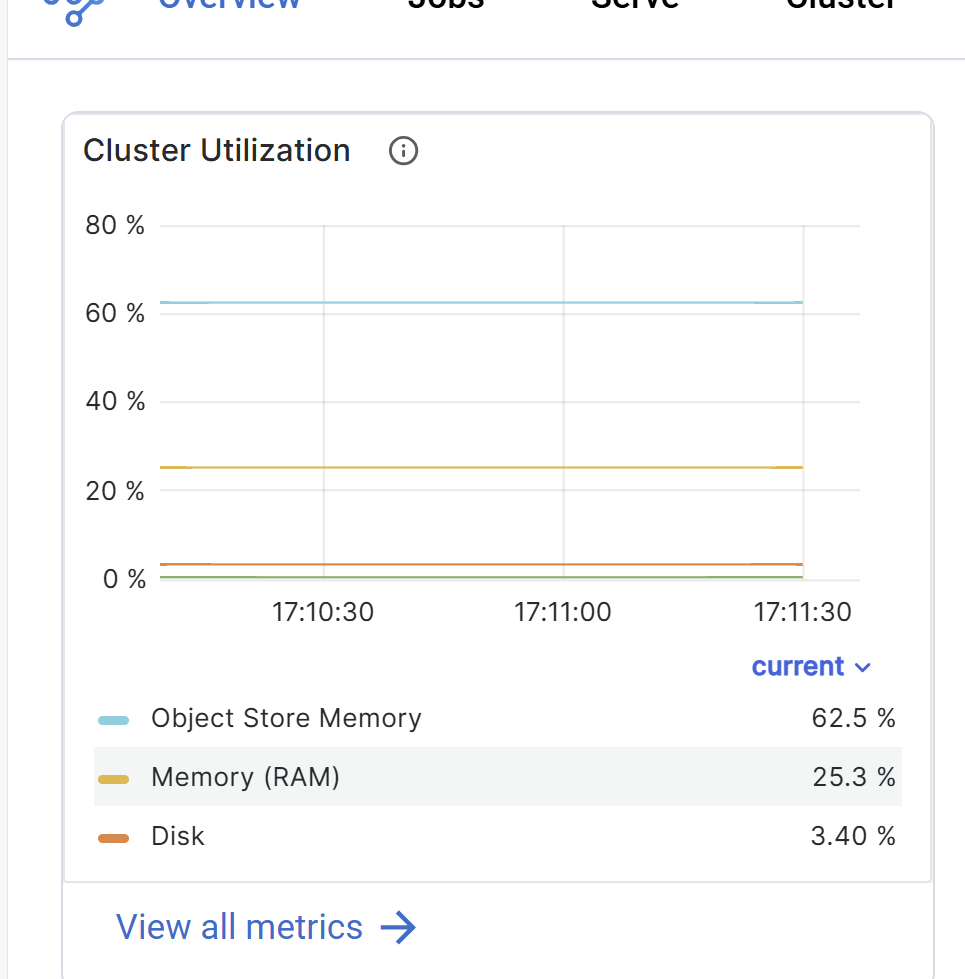 Overview Jobs Serve Cluster
Cluster Utilization
80 %
60 %
40 %
20 %
0 %
17:10:30 17:11:00 17:11:30
current
Object Store Memory 62.5 %
Memory (RAM) 25.3 %
Disk 3.40 %
View all metrics